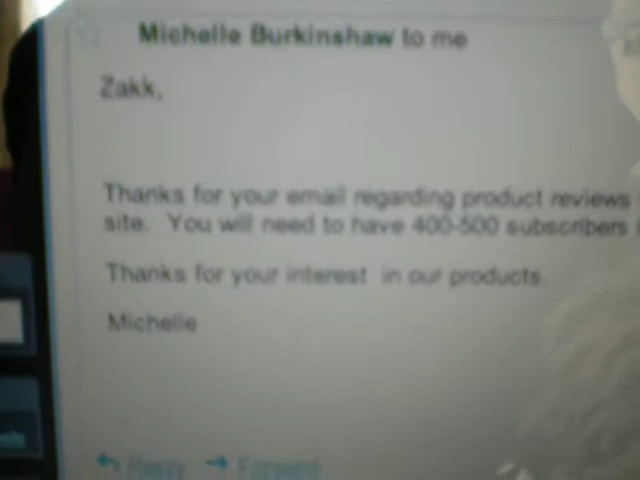 Michelle Burkinshaw to me
Zakk,
Thanks for your email regarding product reviews
site. You will need to have 400-500 subscribers
Thanks for your interest in our products.
Michelle
Reply Forward